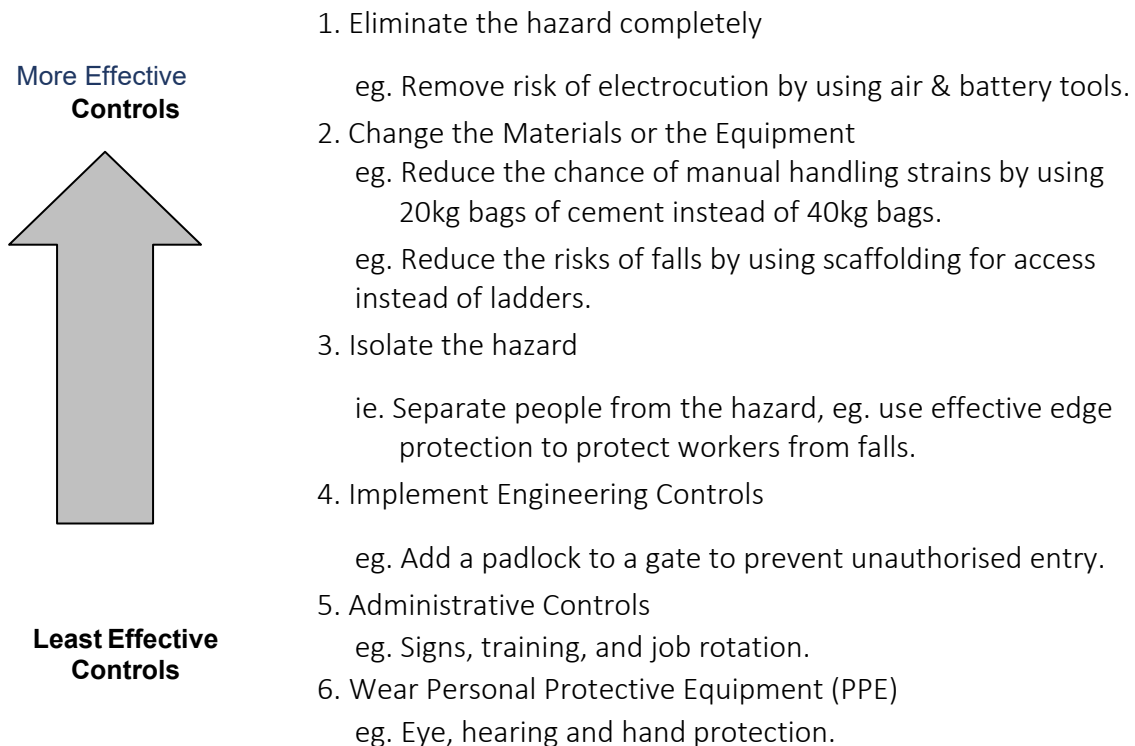 1. Eliminate the hazard completely
More Effective
Controls
eg. Remove risk of electrocution by using air & battery tools.
2. Change the Materials or the Equipment
eg. Reduce the chance of manual handling strains by using
20kg bags of cement instead of 40kg bags.
eg. Reduce the risks of falls by using scaffolding for access
instead of ladders.
3. Isolate the hazard
ie. Separate people from the hazard, eg. use effective edge
protection to protect workers from falls.
4. Implement Engineering Controls
eg. Add a padlock to a gate to prevent unauthorised entry.
5. Administrative Controls
Least Effective
Controls
eg. Signs, training, and job rotation.
6. Wear Personal Protective Equipment (PPE)
eg. Eye, hearing and hand protection.